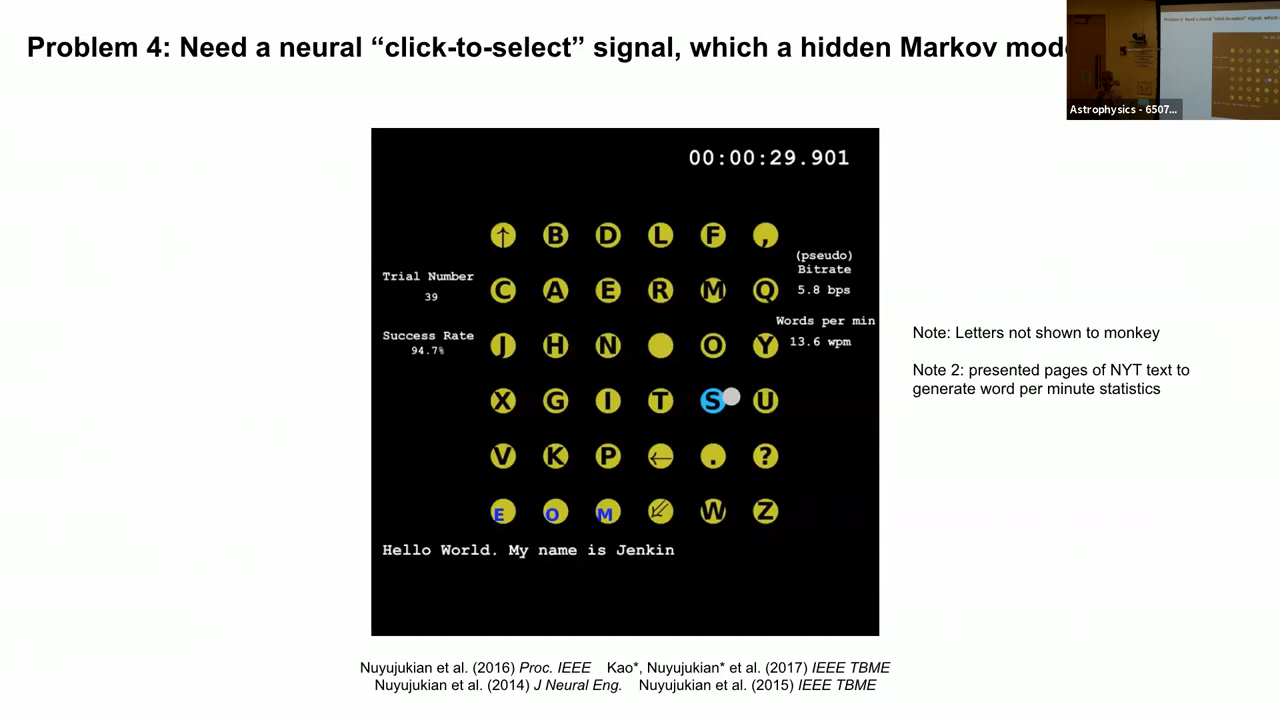 Problem 4: Need a neural “click-to-select” signal, which a hidden Markov mod
Astrophysics - 6507...
00:00:29.901
↑ B D L F ,
(pseudo)
Bitrate
5.8 bps
Trial Number
39
C A E R M Q
Words per min
13.6 wpm
Success Rate
94.7%
J H N O Y
X G I T S U
V K P ← . ?
E O M ⇙ W Z
Hello World. My name is Jenkin
Note: Letters not shown to monkey
Note 2: presented pages of NYT text to
generate word per minute statistics
Nuyujukian et al. (2016) Proc. IEEE Kao*, Nuyujukian* et al. (2017) IEEE TBME
Nuyujukian et al. (2014) J Neural Eng. Nuyujukian et al. (2015) IEEE TBME